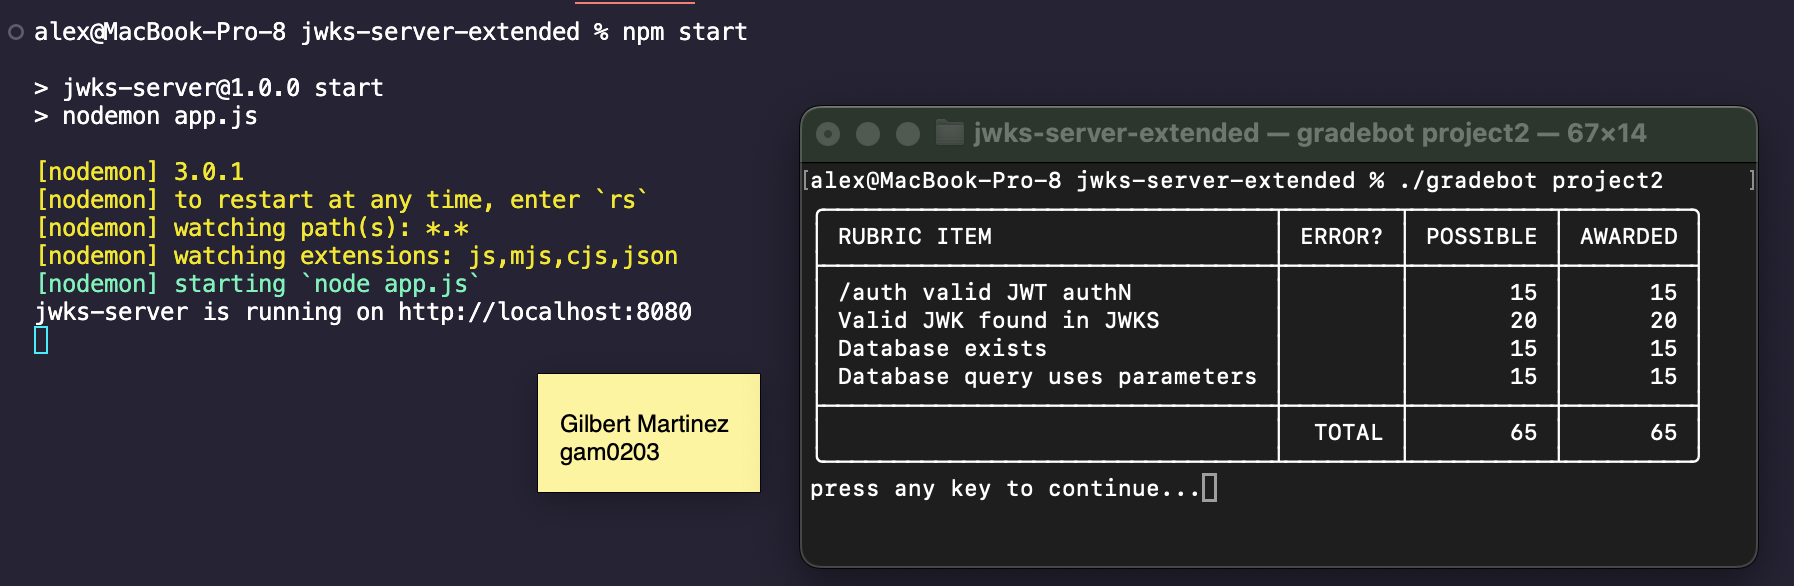 alex@MacBook-Pro-8 jwks-server-extended % npm start
> jwks-server@1.0.0 start
> nodemon app.js
[nodemon] 3.0.1
[nodemon] to restart at any time, enter `rs`
[nodemon] watching path(s): *.*
[nodemon] watching extensions: js,mjs,cjs,json
[nodemon] starting `node app.js`
jwks-server is running on http://localhost:8080
Gilbert Martinez
gam0203
jwks-server-extended — gradebot project2 — 67×14
[alex@MacBook-Pro-8 jwks-server-extended % ./gradebot project2 ]
RUBRIC ITEM ERROR? POSSIBLE AWARDED
/auth valid JWT authN 15 15
Valid JWK found in JWKS 20 20
Database exists 15 15
Database query uses parameters 15 15
TOTAL 65 65
press any key to continue...